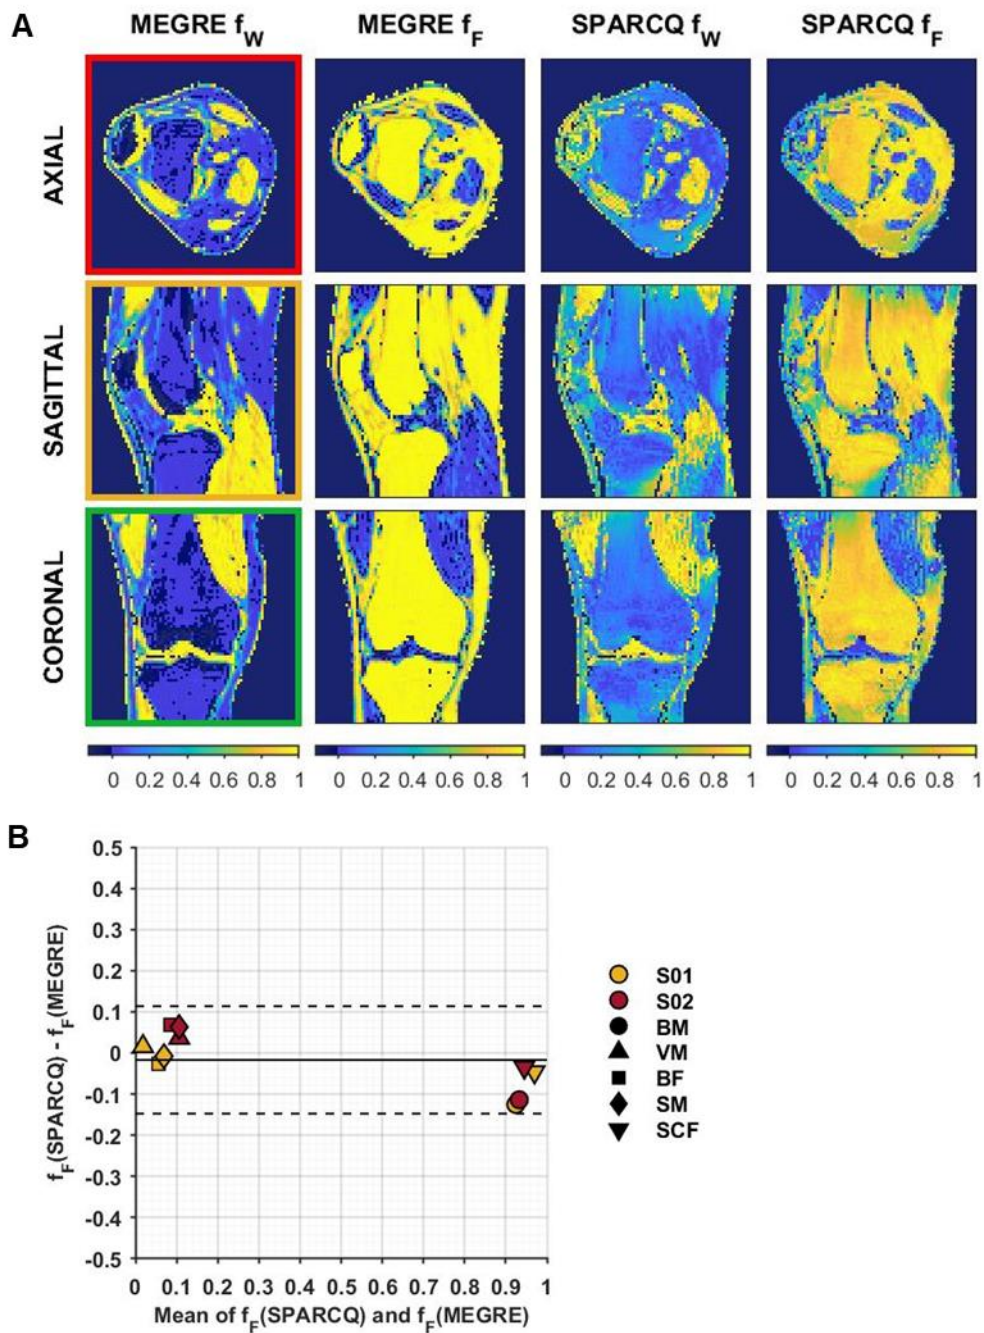 A
MEGRE fW
MEGRE fF
SPARCQ fW
SPARCQ fF
AXIAL
SAGITTAL
CORONAL
0 0.2 0.4 0.6 0.8 1
0 0.2 0.4 0.6 0.8 1
0 0.2 0.4 0.6 0.8 1
0 0.2 0.4 0.6 0.8 1
B
fF(SPARCQ) - fF(MEGRE)
0.5
0.4
0.3
0.2
0.1
0
-0.1
-0.2
-0.3
-0.4
-0.5
0 0.1 0.2 0.3 0.4 0.5 0.6 0.7 0.8 0.9 1
Mean of fF(SPARCQ) and fF(MEGRE)
S01
S02
BM
VM
BF
SM
SCF